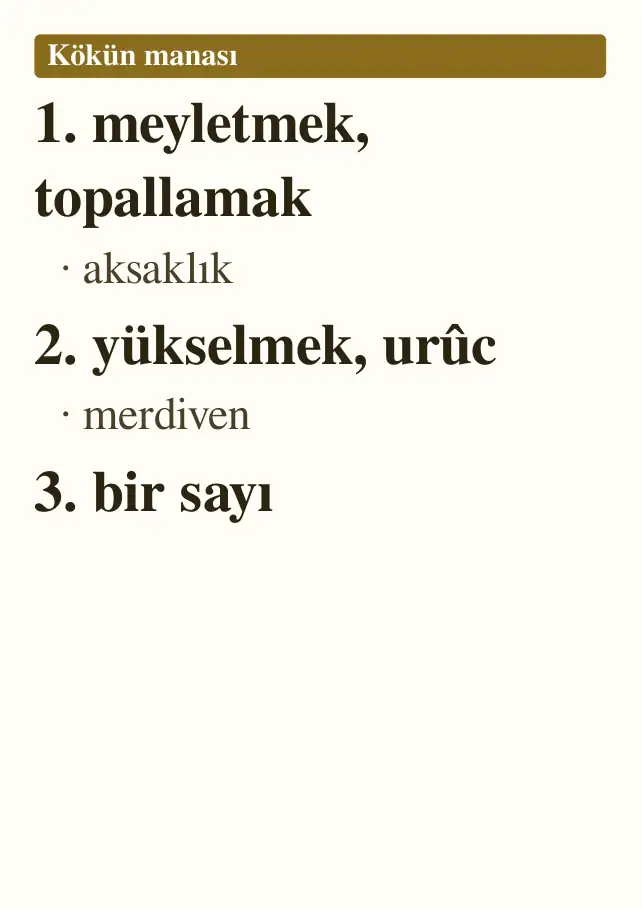 Kökün manası
1. meyletmek,
topallamak
· aksaklık
2. yükselmek, urûc
· merdiven
3. bir sayı